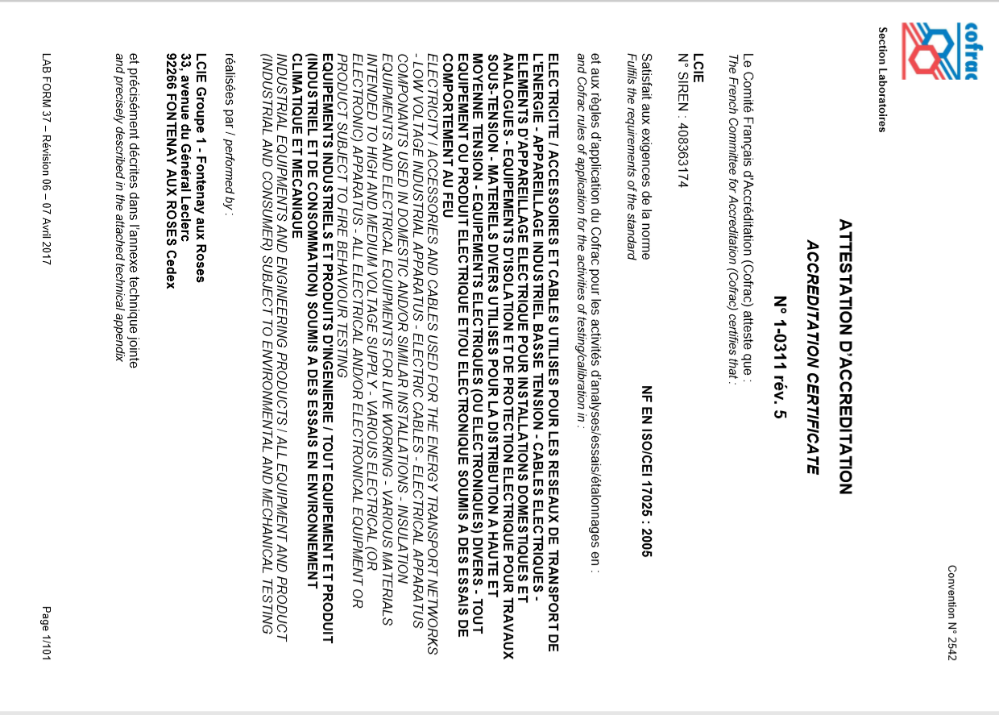 cofrac
Section Laboratoires
Convention N° 2542
ATTESTATION D'ACCREDITATION
ACCREDITATION CERTIFICATE
N° 1-0311 rév. 5
Le Comité Français d'Accréditation (Cofrac) atteste que :
The French Committee for Accreditation (Cofrac) certifies that :
LCIE
N° SIREN : 408363174
Satisfait aux exigences de la norme NF EN ISO/CEI 17025 : 2005
Fulfils the requirements of the standard
et aux règles d'application du Cofrac pour les activités d'analyses/essais/étalonnages en :
and Cofrac rules of application for the activities of testing/calibration in :
ELECTRICITE / ACCESSOIRES ET CABLES UTILISES POUR LES RESEAUX DE TRANSPORT DE
L'ENERGIE - APPAREILLAGE INDUSTRIEL BASSE TENSION - CABLES ELECTRIQUES -
ELEMENTS D'APPAREILLAGE ELECTRIQUE POUR INSTALLATIONS DOMESTIQUES ET
ANALOGUES - EQUIPEMENTS D'ISOLATION ET DE PROTECTION ELECTRIQUE POUR TRAVAUX
SOUS-TENSION - MATERIELS DIVERS UTILISES POUR LA DISTRIBUTION A HAUTE ET
MOYENNE TENSION - EQUIPEMENTS ELECTRIQUES (OU ELECTRONIQUES) DIVERS - TOUT
EQUIPEMENT OU PRODUIT ELECTRIQUE ET/OU ELECTRONIQUE SOUMIS A DES ESSAIS DE
COMPORTEMENT AU FEU
ELECTRICITY / ACCESSORIES AND CABLES USED FOR THE ENERGY TRANSPORT NETWORKS
- LOW VOLTAGE INDUSTRIAL APPARATUS - ELECTRIC CABLES - ELECTRICAL APPARATUS
COMPONANTS USED IN DOMESTIC AND/OR SIMILAR INSTALLATIONS - INSULATION
EQUIPMENTS AND ELECTRICAL EQUIPMENTS FOR LIVE WORKING - VARIOUS MATERIALS
INTENDED TO HIGH AND MEDIUM VOLTAGE SUPPLY - VARIOUS ELECTRICAL (OR
ELECTRONIC) APPARATUS - ALL ELECTRICAL AND/OR ELECTRONICAL EQUIPMENT OR
PRODUCT SUBJECT TO FIRE BEHAVIOUR TESTING
EQUIPEMENTS INDUSTRIELS ET PRODUITS D'INGENIERIE / TOUT EQUIPEMENT ET PRODUIT
(INDUSTRIEL ET DE CONSOMMATION) SOUMIS A DES ESSAIS EN ENVIRONNEMENT
CLIMATIQUE ET MECANIQUE
INDUSTRIAL EQUIPMENTS AND ENGINEERING PRODUCTS / ALL EQUIPMENT AND PRODUCT
(INDUSTRIAL AND CONSUMER) SUBJECT TO ENVIRONMENTAL AND MECHANICAL TESTING
réalisées par / performed by :
LCIE Groupe 1 - Fontenay aux Roses
33, avenue du Général Leclerc
92266 FONTENAY AUX ROSES Cedex
et précisément décrites dans l'annexe technique jointe
and precisely described in the attached technical appendix
LAB FORM 37 – Révision 06 – 07 Avril 2017
Page 1/101